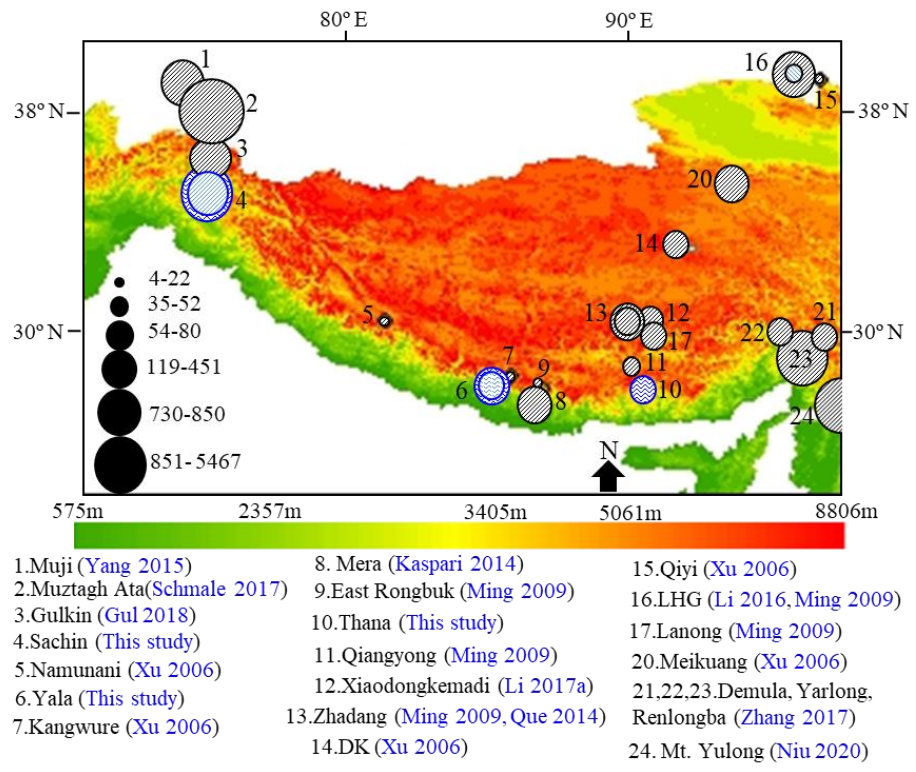 80° E
90° E
1
16
15
38° N
2
38° N
3
4
20
14
4-22
35-52
54-80
119-451
730-850
851-5467
30° N
5
13
12
17
21
22
30° N
23
7
9
11
6
8
10
24
N
575m
2357m
3405m
5061m
8806m
1.Muji (Yang 2015)
2.Muztagh Ata(Schmale 2017)
3.Gulkin (Gul 2018)
4.Sachin (This study)
5.Namunani (Xu 2006)
6.Yala (This study)
7.Kangwure (Xu 2006)
8. Mera (Kaspari 2014)
9.East Rongbuk (Ming 2009)
10.Thana (This study)
11.Qiangyong (Ming 2009)
12.Xiaodongkemadi (Li 2017a)
13.Zhadang (Ming 2009, Que 2014)
14.DK (Xu 2006)
15.Qiyi (Xu 2006)
16.LHG (Li 2016, Ming 2009)
17.Lanong (Ming 2009)
20.Meikuang (Xu 2006)
21,22,23.Demula, Yarlong,
Renlongba (Zhang 2017)
24. Mt. Yulong (Niu 2020)